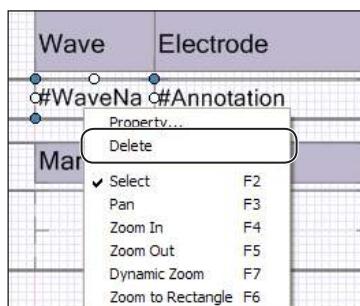 Wave Electrode
#WaveNa #Annotation
Property...
Delete
Mar
Select F2
Pan F3
Zoom In F4
Zoom Out F5
Dynamic Zoom F7
Zoom to Rectangle F6